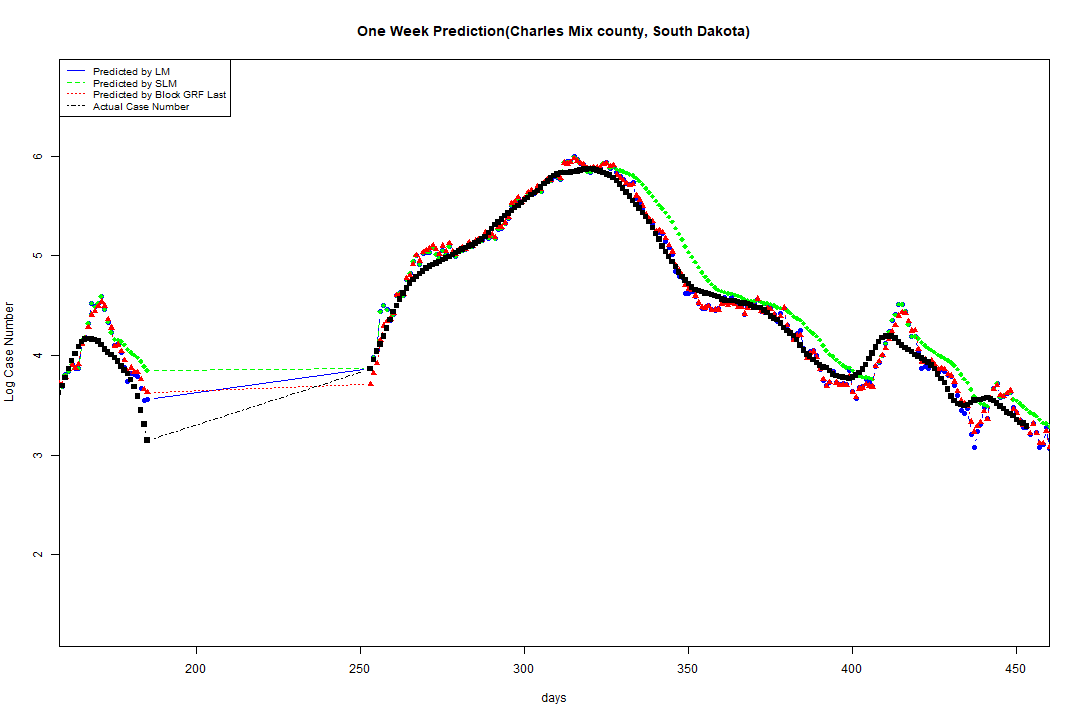 One Week Prediction(Charles Mix county, South Dakota)
Predicted by LM
Predicted by SLM
Predicted by Block GRF Last
Actual Case Number
6
5
4
3
2
Log Case Number
200 250 300 350 400 450
days